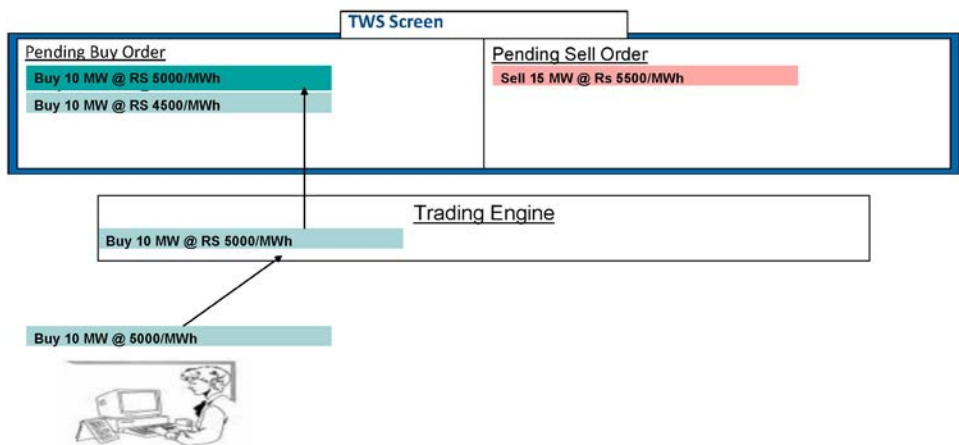 TWS Screen
Pending Buy Order
Buy 10 MW @ RS 5000/MWh
Buy 10 MW @ RS 4500/MWh
Pending Sell Order
Sell 15 MW @ Rs 5500/MWh
Trading Engine
Buy 10 MW @ RS 5000/MWh
Buy 10 MW @ 5000/MWh